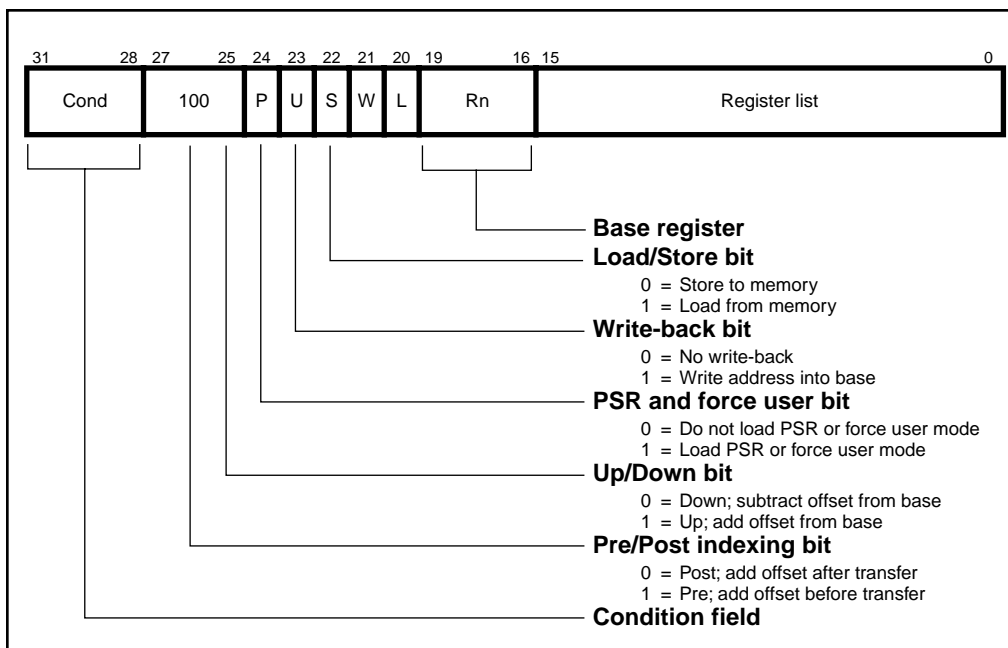 31 28 27 25 24 23 22 21 20 19 16 15 0
Cond 100 P U S W L Rn Register list
Base register
Load/Store bit
0 = Store to memory
1 = Load from memory
Write-back bit
0 = No write-back
1 = Write address into base
PSR and force user bit
0 = Do not load PSR or force user mode
1 = Load PSR or force user mode
Up/Down bit
0 = Down; subtract offset from base
1 = Up; add offset from base
Pre/Post indexing bit
0 = Post; add offset after transfer
1 = Pre; add offset before transfer
Condition field